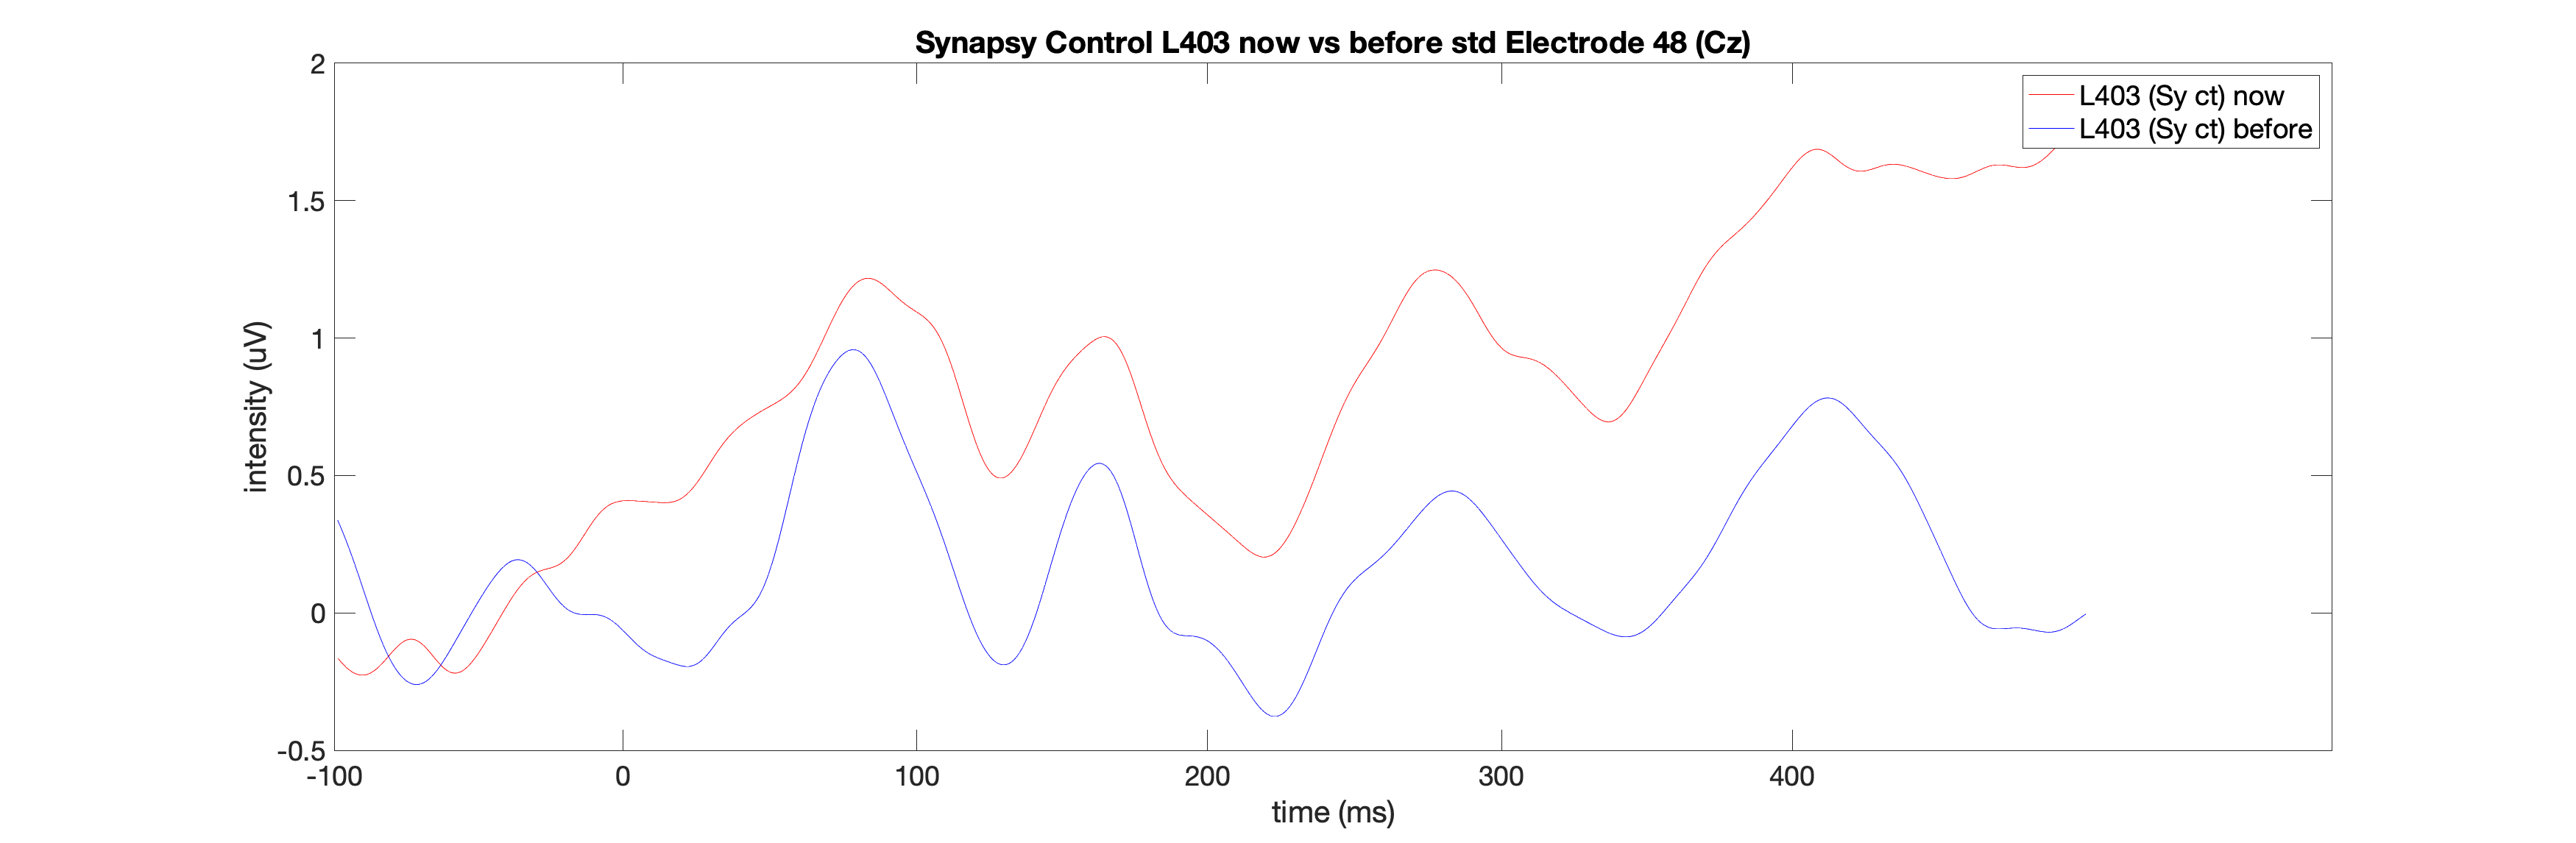 Synapsy Control L403 now vs before std Electrode 48 (Cz)
L403 (Sy ct) now
L403 (Sy ct) before
2
1.5
1
0.5
0
-0.5
intensity (uV)
-100 0 100 200 300 400
time (ms)